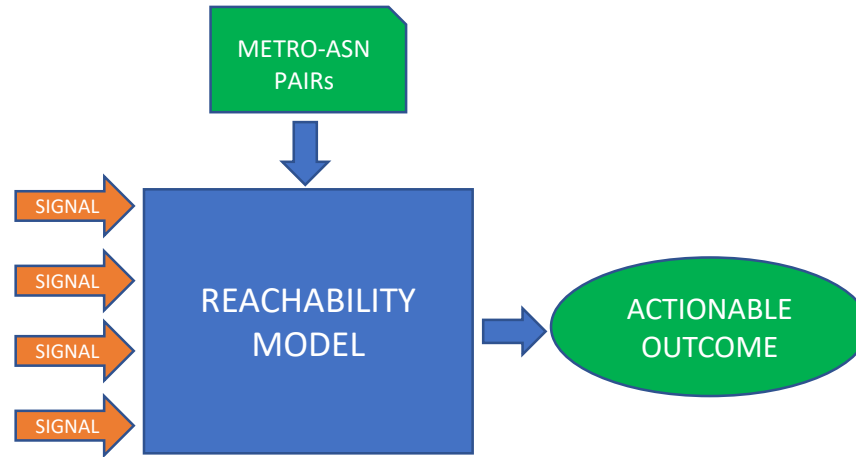 METRO-ASN
PAIRs
SIGNAL
SIGNAL
SIGNAL
SIGNAL
REACHABILITY
MODEL
ACTIONABLE
OUTCOME